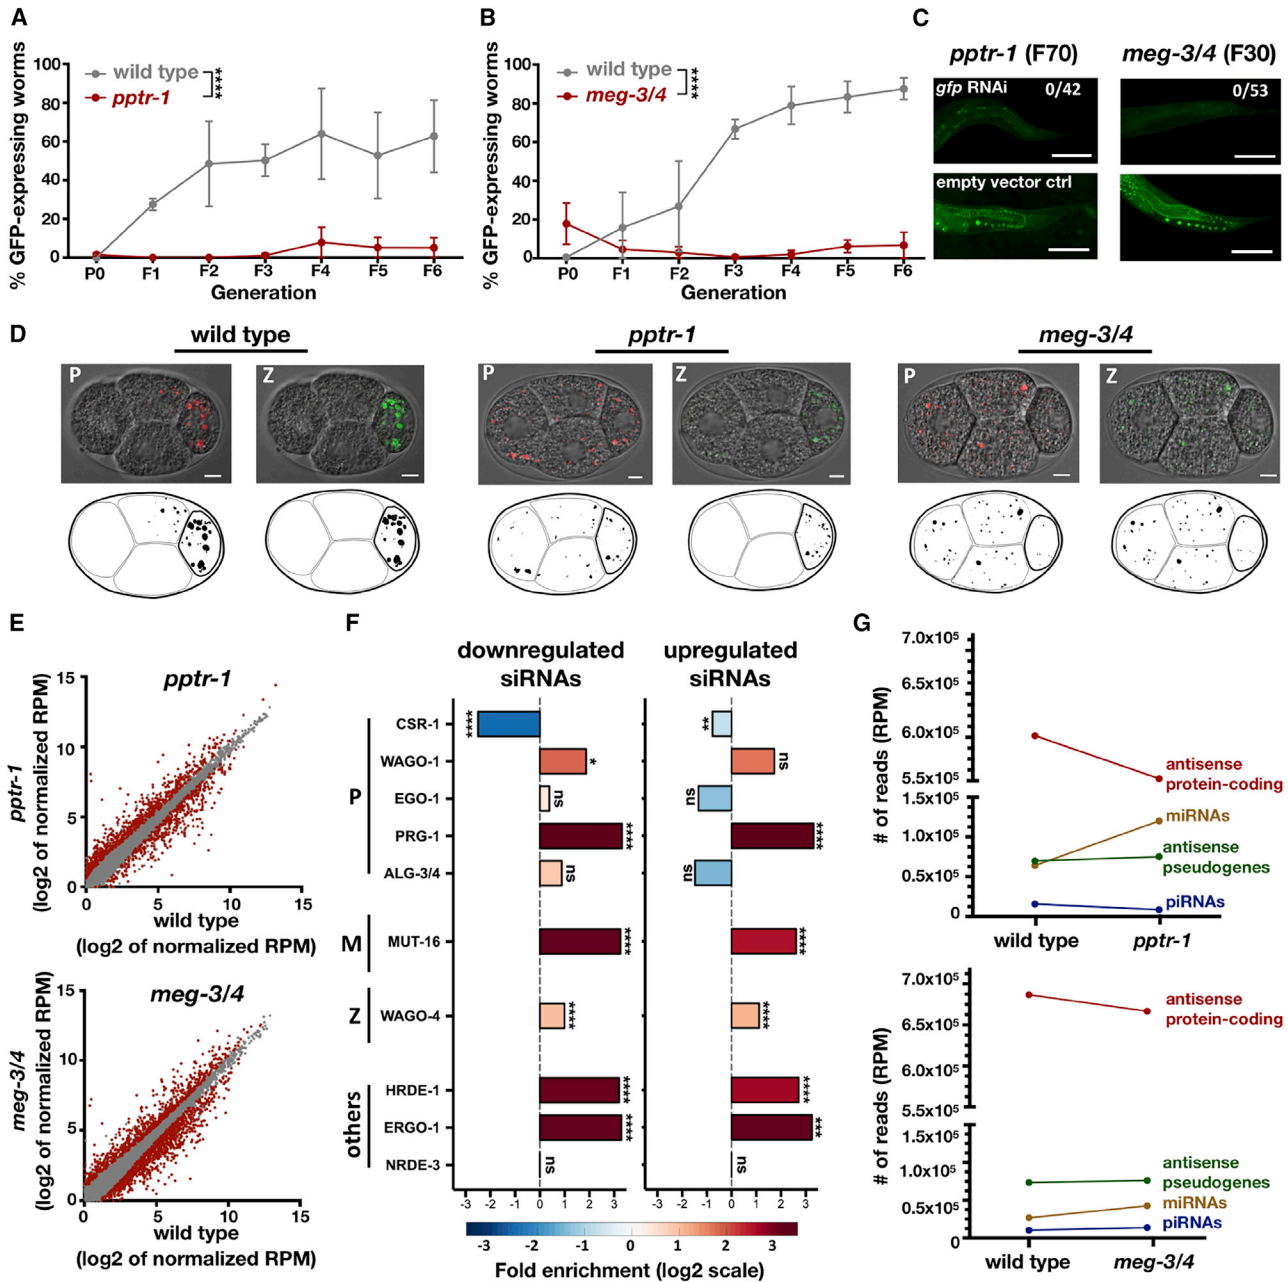 A
% GFP-expressing worms
100
80
60
40
20
0
wild type
pptr-1
****
P0 F1 F2 F3 F4 F5 F6
Generation
B
% GFP-expressing worms
100
80
60
40
20
0
wild type
meg-3/4
****
P0 F1 F2 F3 F4 F5 F6
Generation
C
pptr-1 (F70) meg-3/4 (F30)
gfp RNAi 0/42 0/53
empty vector ctrl
D
wild type pptr-1 meg-3/4
P Z P Z P Z
E
pptr-1
pptr-1
(log2 of normalized RPM)
15
10
5
0
0 5 10 15
wild type
(log2 of normalized RPM)
meg-3/4
meg-3/4
(log2 of normalized RPM)
15
10
5
0
0 5 10 15
wild type
(log2 of normalized RPM)
F
downregulated
siRNAs
upregulated
siRNAs
P
CSR-1 **** **
WAGO-1 * ns
EGO-1 ns ns
PRG-1 **** ****
ALG-3/4 ns ns
M
MUT-16 **** ****
Z
WAGO-4 **** ****
others
HRDE-1 **** ****
ERGO-1 **** ***
NRDE-3 ns ns
-3 -2 -1 0 1 2 3 -3 -2 -1 0 1 2 3
-3 -2 -1 0 1 2 3
Fold enrichment (log2 scale)
G
# of reads (RPM)
7.0x10⁵
6.5x10⁵
6.0x10⁵
5.5x10⁵
1.5x10⁵
1.0x10⁵
0.5x10⁵
0
antisense
protein-coding
miRNAs
antisense
pseudogenes
piRNAs
wild type pptr-1
# of reads (RPM)
7.0x10⁵
6.5x10⁵
6.0x10⁵
5.5x10⁵
1.5x10⁵
1.0x10⁵
0.5x10⁵
0
antisense
protein-coding
antisense
pseudogenes
miRNAs
piRNAs
wild type meg-3/4